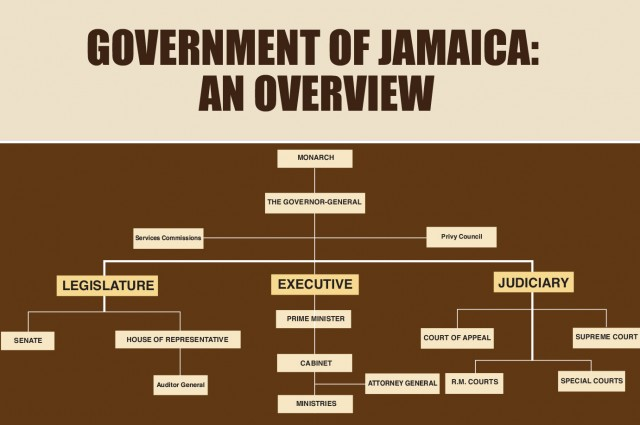 GOVERNMENT OF JAMAICA:
AN OVERVIEW
MONARCH
THE GOVERNOR-GENERAL
Services Commissions
Privy Council
LEGISLATURE
EXECUTIVE
JUDICIARY
PRIME MINISTER
SENATE
HOUSE OF REPRESENTATIVE
COURT OF APPEAL
SUPREME COURT
CABINET
Auditor General
ATTORNEY GENERAL
R.M. COURTS
SPECIAL COURTS
MINISTRIES